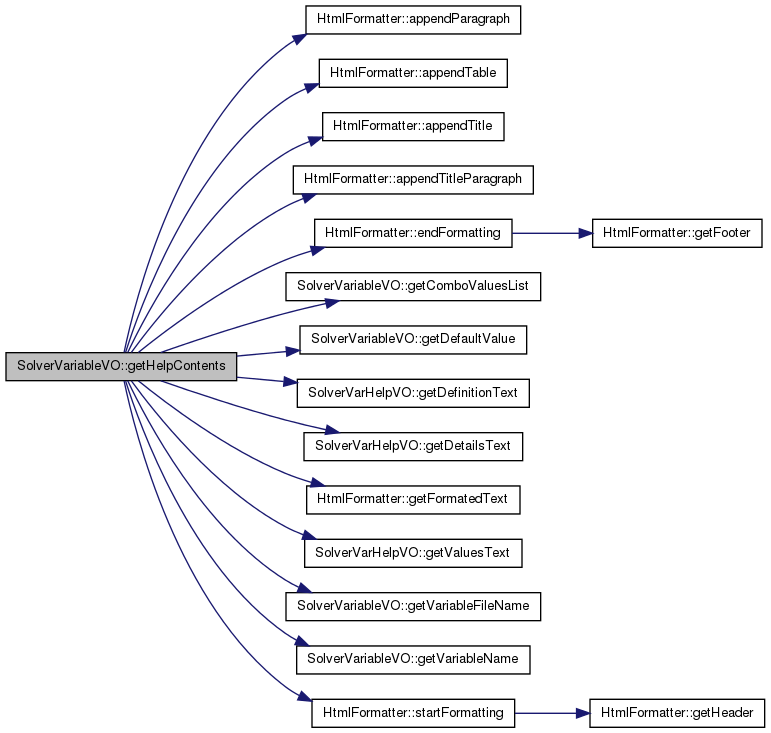 HtmlFormatter::appendParagraph
HtmlFormatter::appendTable
HtmlFormatter::appendTitle
HtmlFormatter::appendTitleParagraph
HtmlFormatter::endFormatting
HtmlFormatter::getFooter
SolverVariableVO::getComboValuesList
SolverVariableVO::getDefaultValue
SolverVariableVO::getHelpContents
SolverVarHelpVO::getDefinitionText
SolverVarHelpVO::getDetailsText
HtmlFormatter::getFormatedText
SolverVarHelpVO::getValuesText
SolverVariableVO::getVariableFileName
SolverVariableVO::getVariableName
HtmlFormatter::startFormatting
HtmlFormatter::getHeader